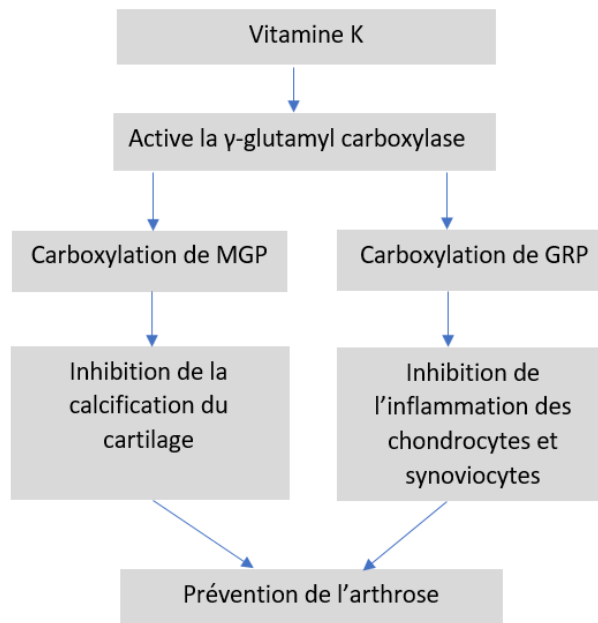 Vitamine K
Active la γ-glutamyl carboxylase
Carboxylation de MGP
Carboxylation de GRP
Inhibition de la
calcification du
cartilage
Inhibition de
l’inflammation des
chondrocytes et
synoviocytes
Prévention de l’arthrose